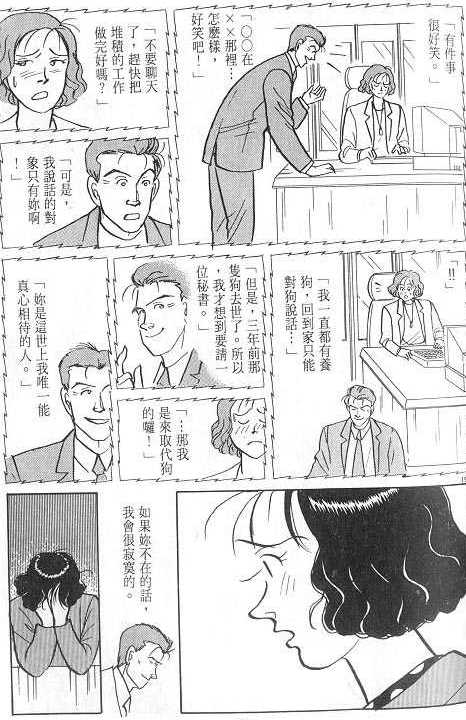 「有件事
很好笑。」
「○○在
××那裡…
怎麼樣，
好笑吧！」
「不要聊天
了，趕快把
堆積的工作
做完好嗎？」
「可是，
我說話的對
象只有妳啊
！」
「!!」
「我一直都有養
狗，回到家只能
對狗說話…」
「但是，三年前那
隻狗去世了。所以
，我才想到要請一
位秘書。」
「…那我
是來取代狗
的囉！」
「妳是這世上我唯一能
真心相待的人。」
如果妳不在的話，
我會很寂寞的。